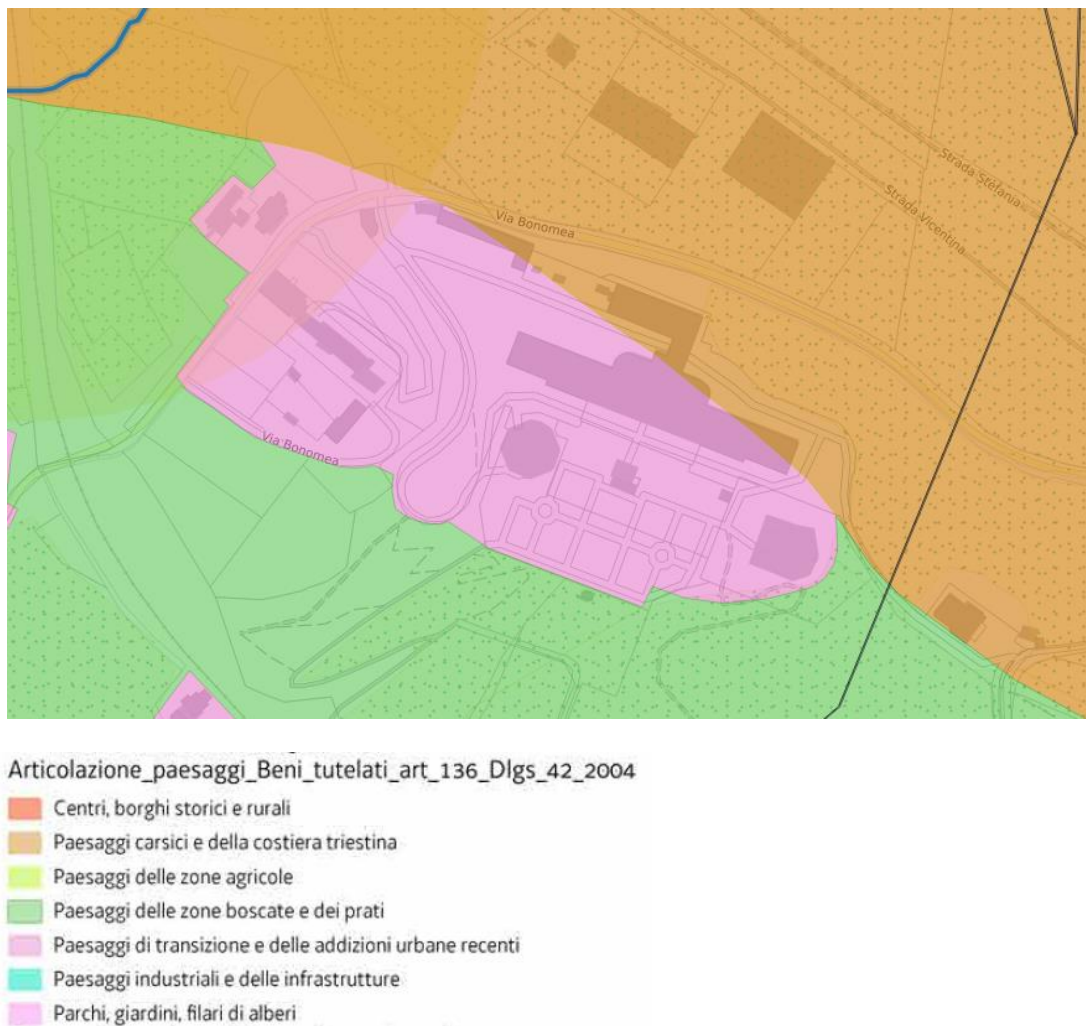 Strada Stefania
Strada Vicentina
Via Bonomea
Via Bonomea
Articolazione_paesaggi_Beni_tutelati_art_136_Dlgs_42_2004
Centri, borghi storici e rurali
Paesaggi carsici e della costiera triestina
Paesaggi delle zone agricole
Paesaggi delle zone boscate e dei prati
Paesaggi di transizione e delle addizioni urbane recenti
Paesaggi industriali e delle infrastrutture
Parchi, giardini, filari di alberi